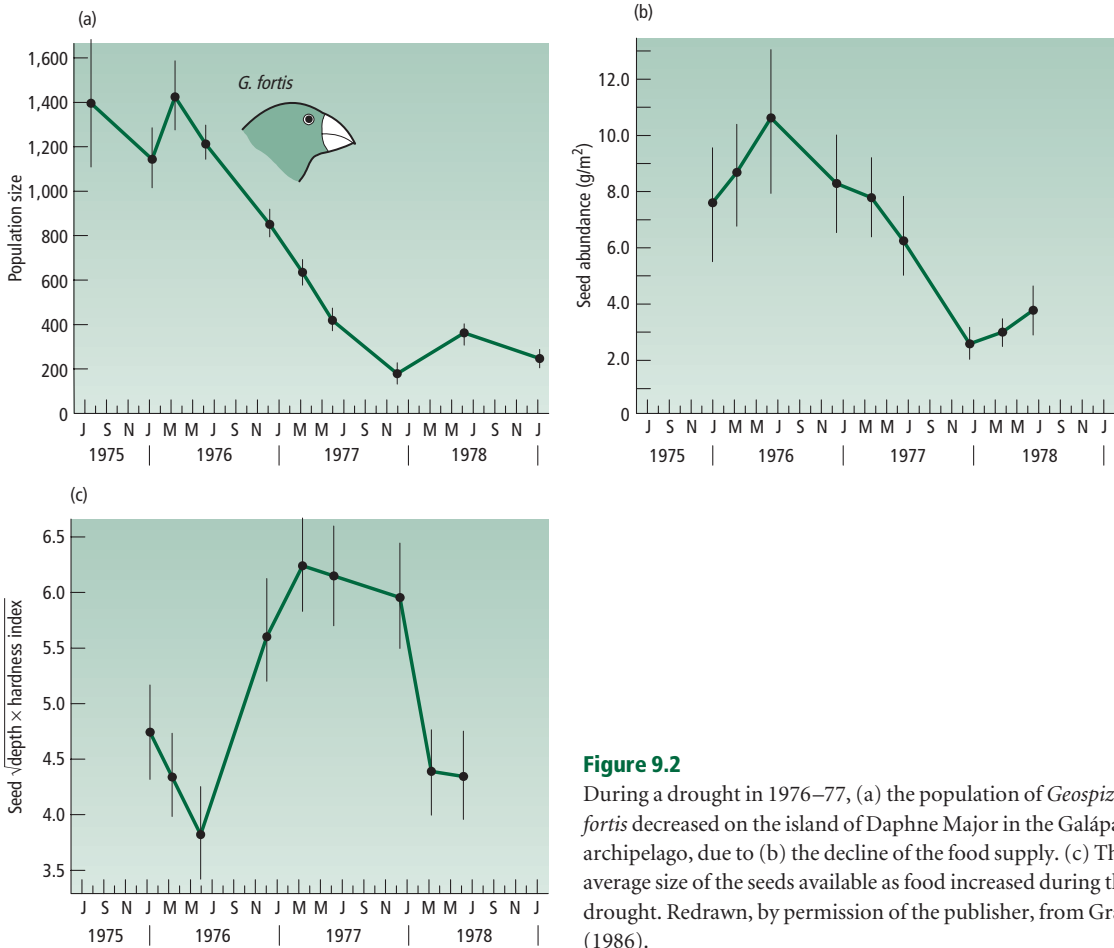 (a)
Population size
1,600
1,400
1,200
1,000
800
600
400
200
0
G. fortis
J S N J M M J S N J M M J S N J M M J S N J
1975 | 1976 | 1977 | 1978 |
(b)
Seed abundance (g/m²)
12.0
10.0
8.0
6.0
4.0
2.0
0
J S N J M M J S N J M M J S N J M M J S N J
1975 | 1976 | 1977 | 1978 |
(c)
Seed √depth × hardness index
6.5
6.0
5.5
5.0
4.5
4.0
3.5
J S N J M M J S N J M M J S N J M M J S N J
1975 | 1976 | 1977 | 1978 |
Figure 9.2
During a drought in 1976–77, (a) the population of Geospiz
fortis decreased on the island of Daphne Major in the Galápa
archipelago, due to (b) the decline of the food supply. (c) Th
average size of the seeds available as food increased during th
drought. Redrawn, by permission of the publisher, from Gra
(1986).